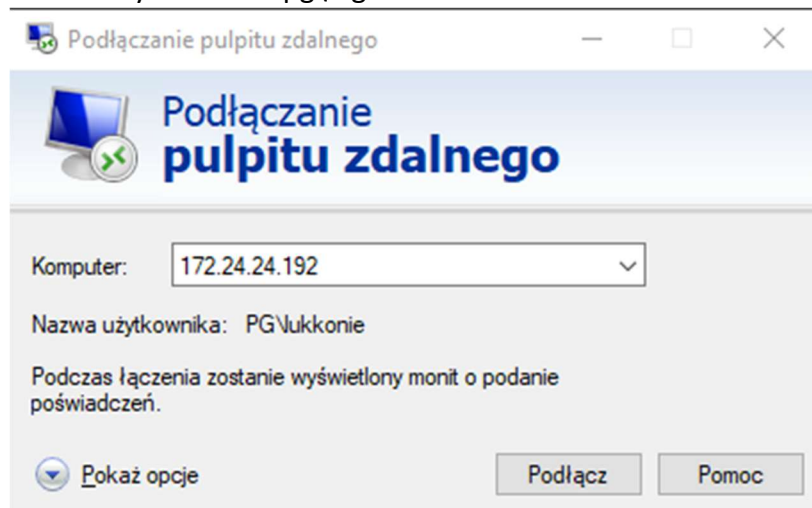 Podłączanie pulpitu zdalnego
Podłączanie
pulpitu zdalnego
Komputer: 172.24.24.192
Nazwa użytkownika: PG\lukkonie
Podczas łączenia zostanie wyświetlony monit o podanie
poświadczeń.
Pokaż opcje Podłącz Pomoc